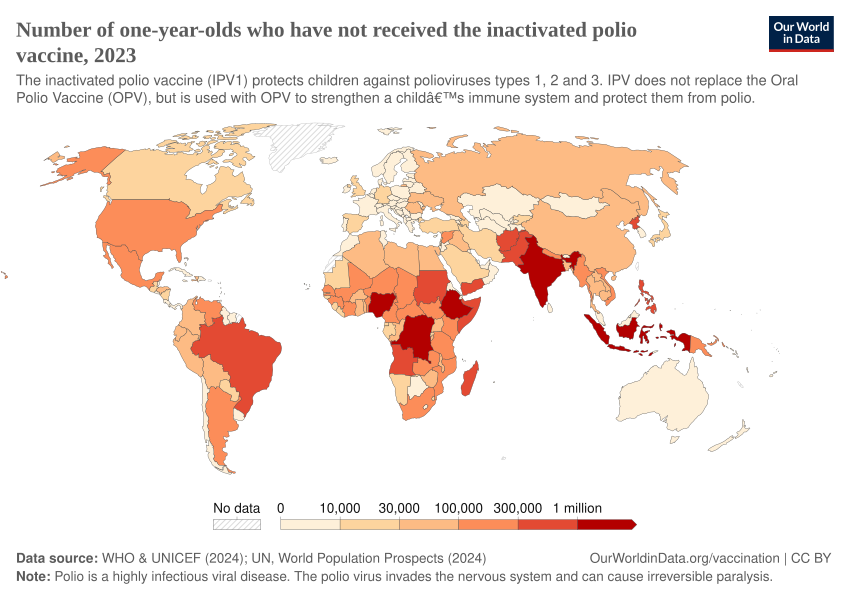 Number of one-year-olds who have not received the inactivated polio
vaccine, 2023
Our World
in Data
The inactivated polio vaccine (IPV1) protects children against polioviruses types 1, 2 and 3. IPV does not replace the Oral
Polio Vaccine (OPV), but is used with OPV to strengthen a childâ€™s immune system and protect them from polio.
No data 0 10,000 30,000 100,000 300,000 1 million
Data source: WHO & UNICEF (2024); UN, World Population Prospects (2024) OurWorldinData.org/vaccination | CC BY
Note: Polio is a highly infectious viral disease. The polio virus invades the nervous system and can cause irreversible paralysis.